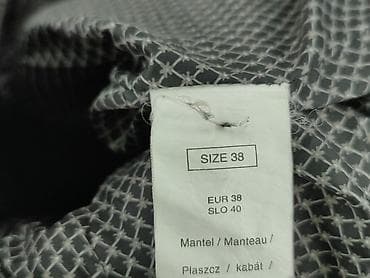 SIZE 38
EUR 38
SLO 40
Mantel / Manteau /
Płaszcz / kabát /